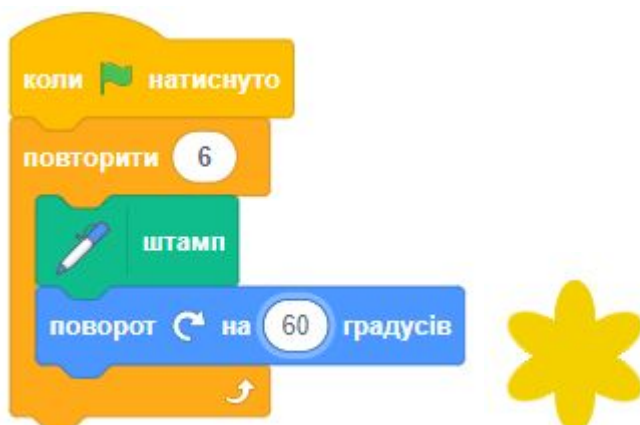 коли натиснуто
повторити 6
штамп
поворот на 60 градусів